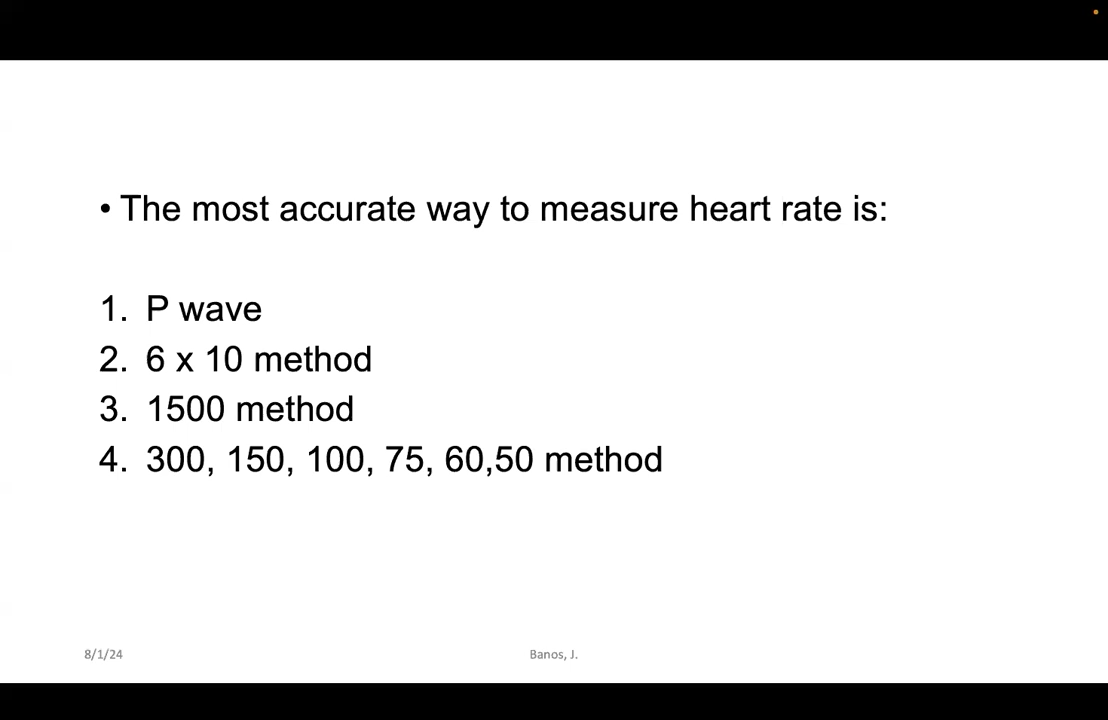 • The most accurate way to measure heart rate is:
1. P wave
2. 6 x 10 method
3. 1500 method
4. 300, 150, 100, 75, 60,50 method
8/1/24
Banos, J.